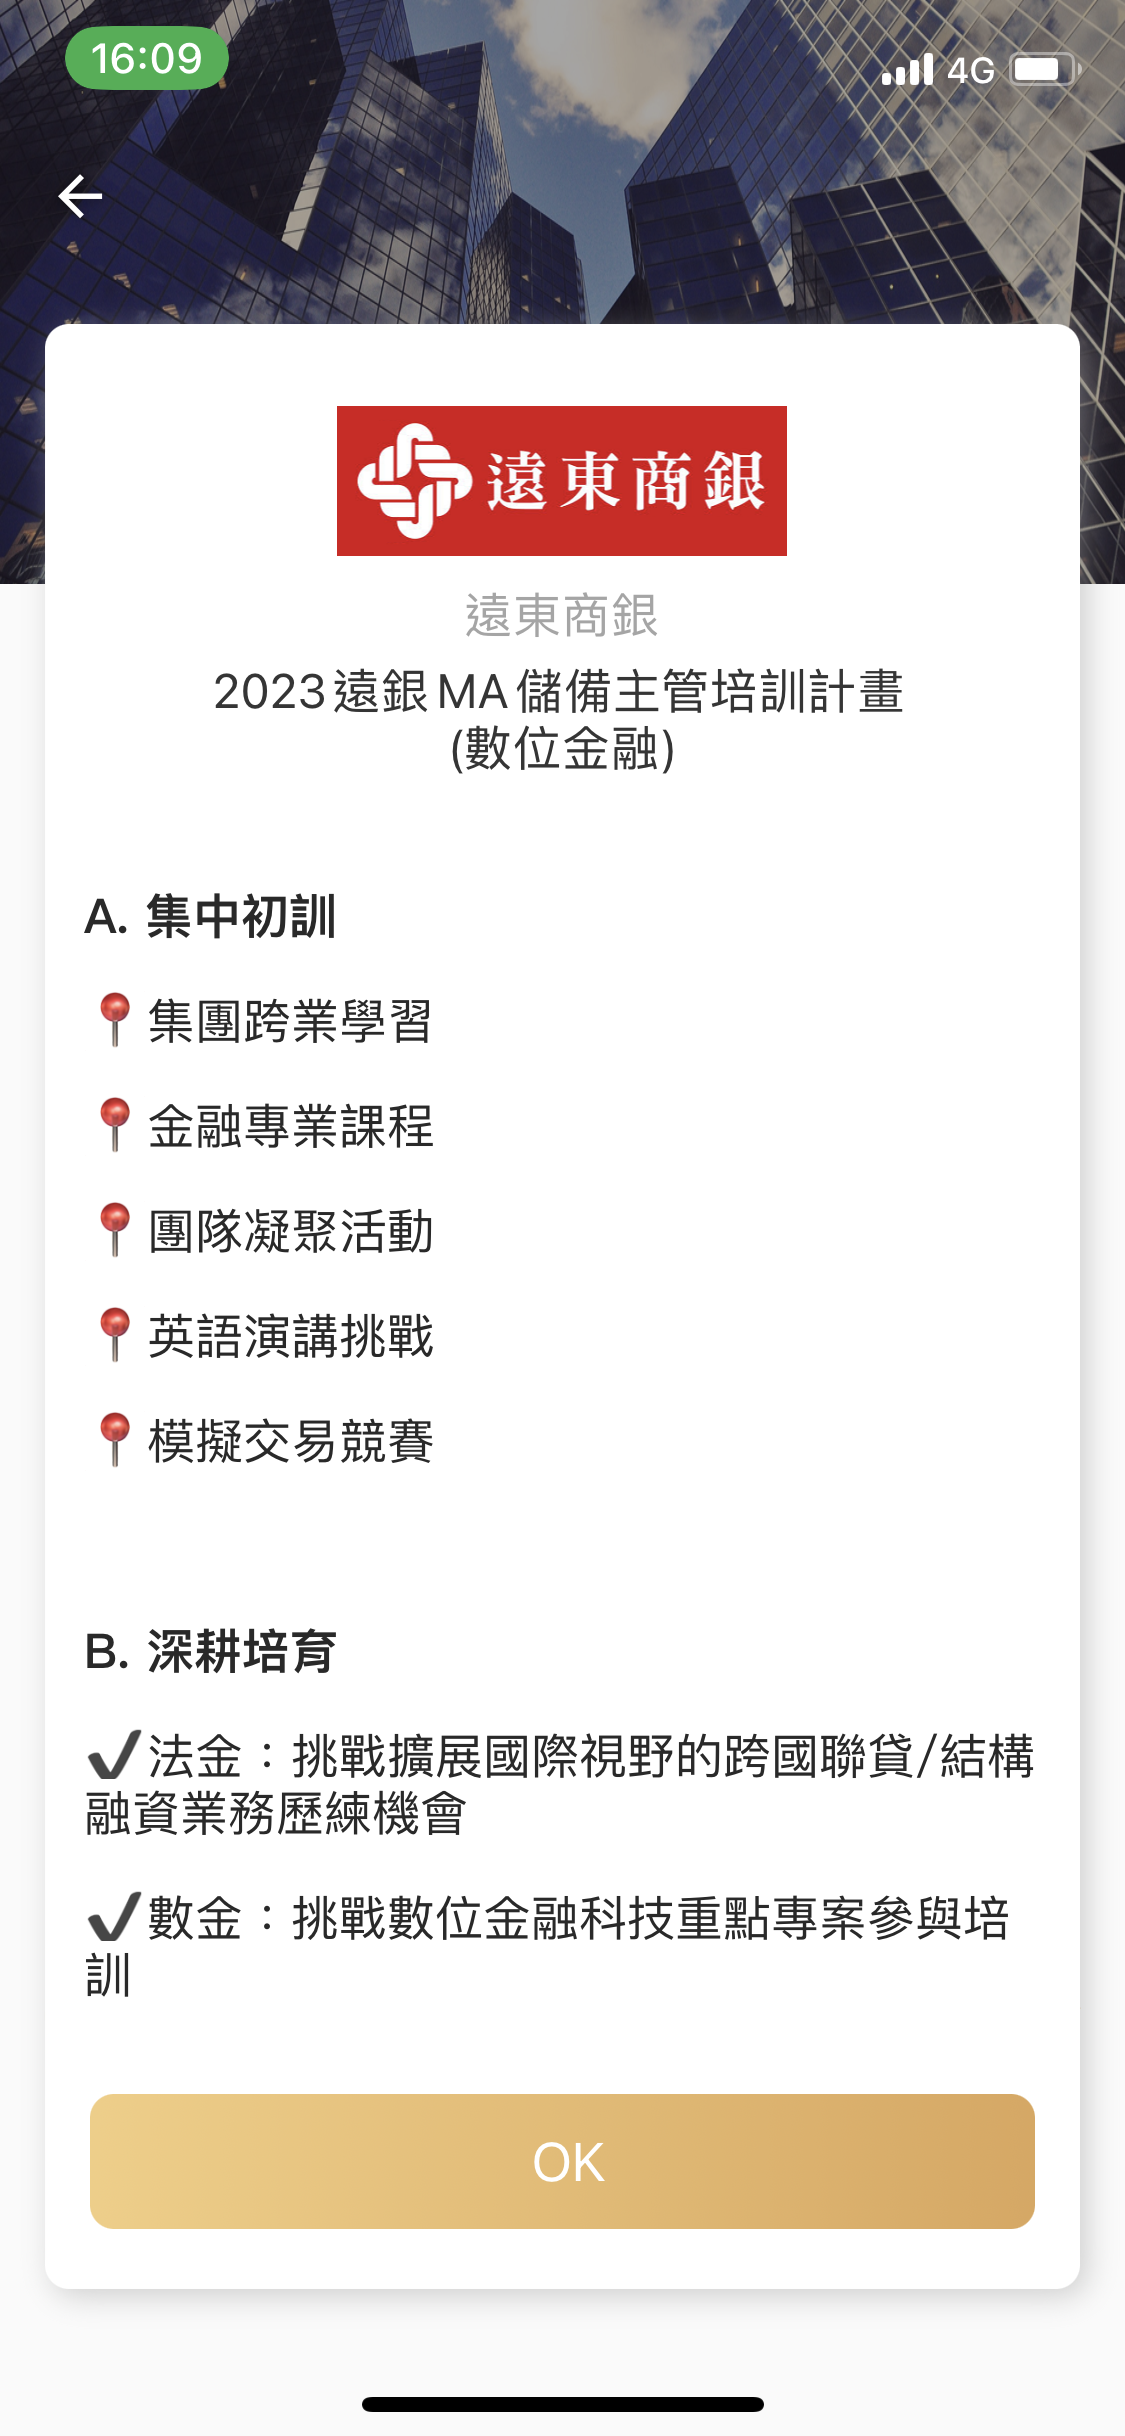 16:09
4G
遠東商銀
遠東商銀
2023遠銀MA儲備主管培訓計畫
(數位金融)
A. 集中初訓
📍集團跨業學習
📍金融專業課程
📍團隊凝聚活動
📍英語演講挑戰
📍模擬交易競賽
B. 深耕培育
✔法金：挑戰擴展國際視野的跨國聯貸/結構
融資業務歷練機會
✔數金：挑戰數位金融科技重點專案參與培
訓
OK